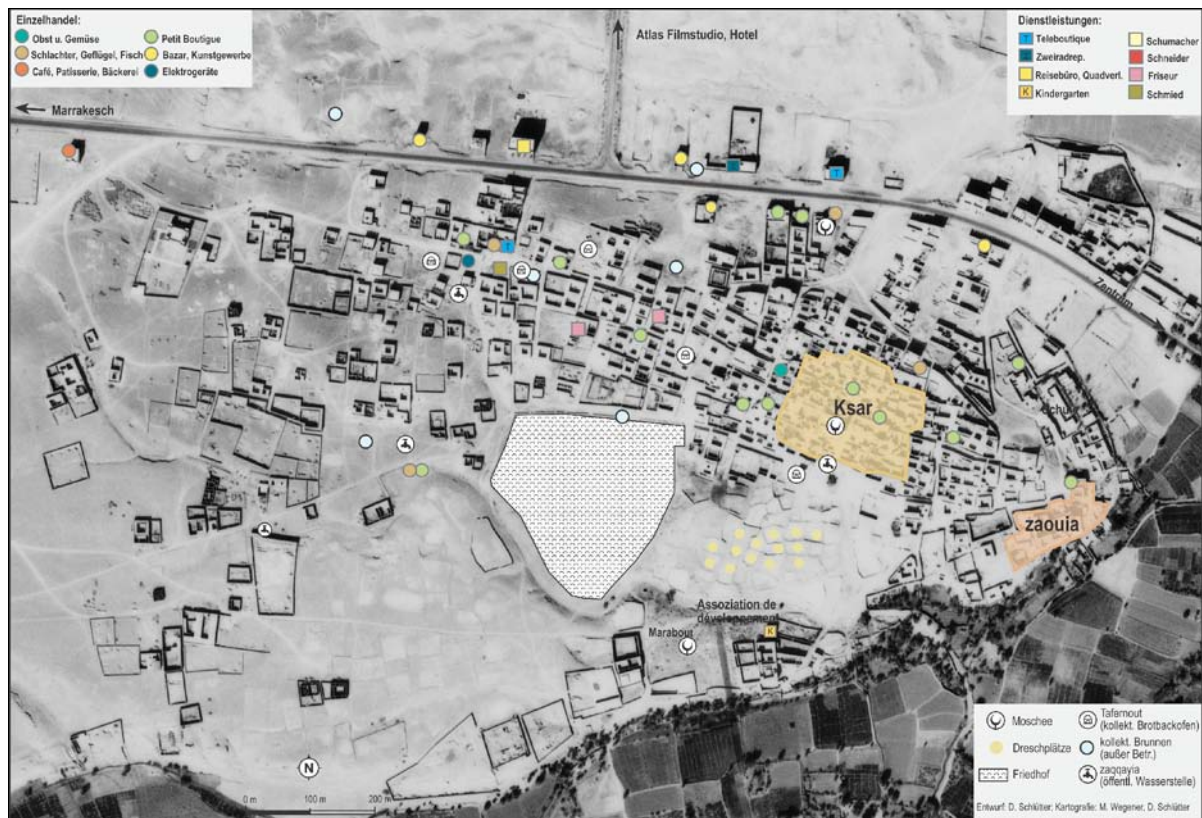 Einzelhandel:
Obst u. Gemüse
Petit Boutigue
Schlachter, Geflügel, Fisch
Bazar, Kunstgewerbe
Café, Patisserie, Bäckerei
Elektrogeräte
Dienstleistungen:
T Teleboutique
Schumacher
Zweiradrep.
Schneider
Reisebüro, Quadverl.
Friseur
K Kindergarten
Schmied
Atlas Filmstudio, Hotel
Marrakesch
T
T
Zentrum
Ksar
Schule
zaouia
Assoziation de
développement
K
Marabout
N
0 m 100 m 200 m
Moschee
Tafernout
(kollekt. Brotbackofen)
Dreschplätze
kollekt. Brunnen
(außer Betr.)
Friedhof
zaqqayia
(öffentl. Wasserstelle)
Entwurf: D. Schlütter; Kartografie: M. Wegener, D. Schlütter